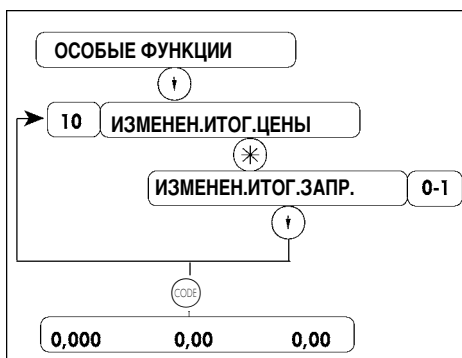 ОСОБЫЕ ФУНКЦИИ
10 ИЗМЕНЕН.ИТОГ.ЦЕНЫ
ИЗМЕНЕН.ИТОГ.ЗАПР. 0-1
CODE
0,000 0,00 0,00